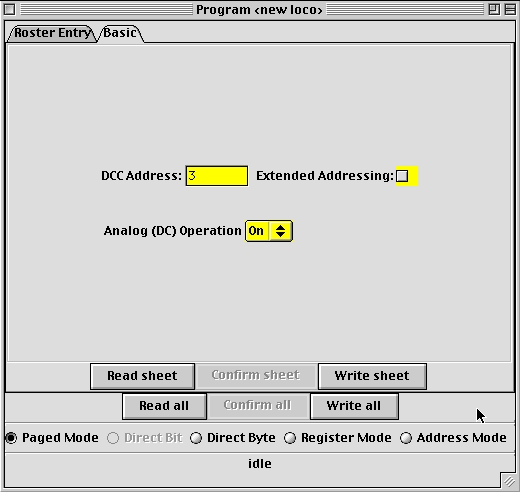 Program <new loco>
Roster Entry Basic
DCC Address: 3 Extended Addressing:
Analog (DC) Operation On
Read sheet Confirm sheet Write sheet
Read all Confirm all Write all
Paged Mode Direct Bit Direct Byte Register Mode Address Mode
idle